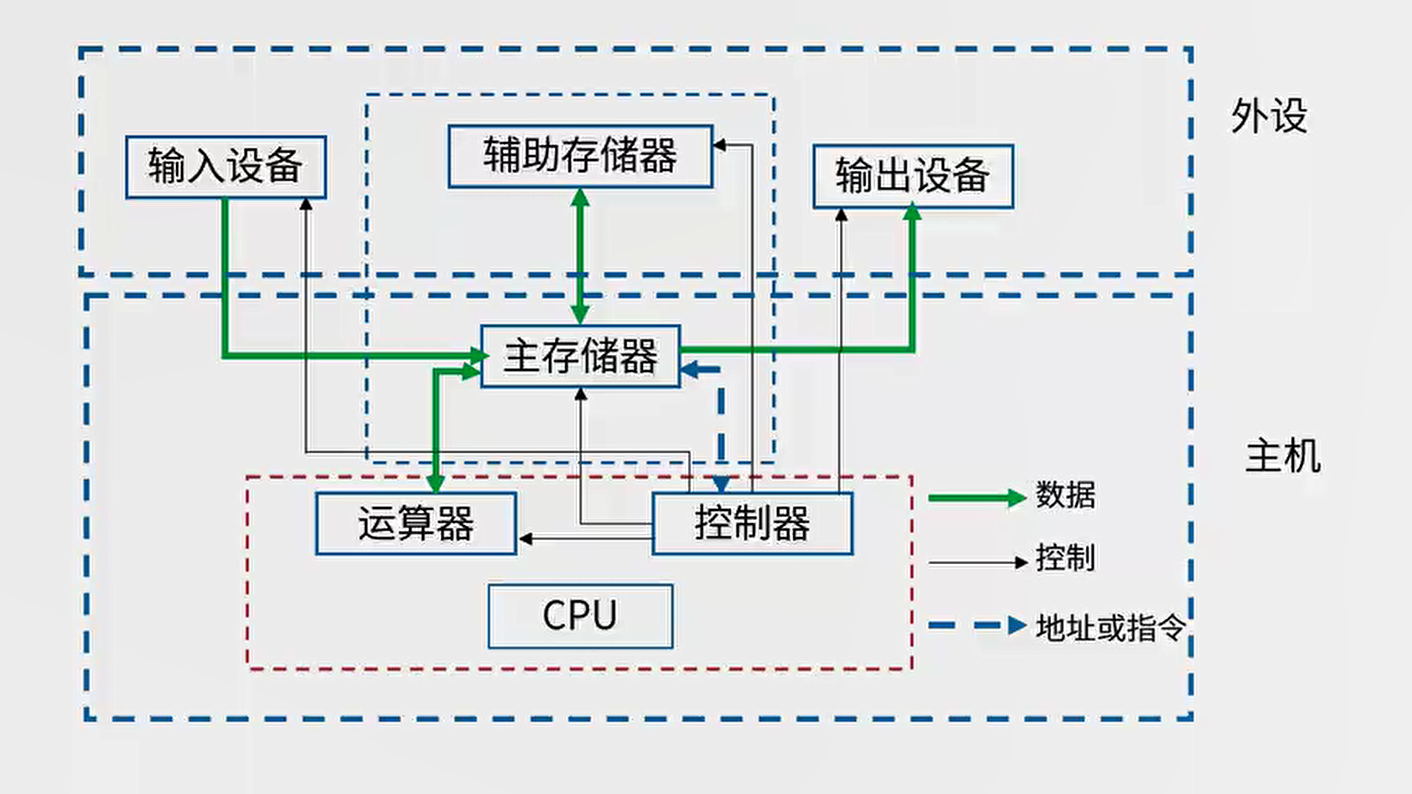 外设
输入设备
辅助存储器
输出设备
主存储器
主机
运算器
控制器
数据
控制
CPU
地址或指令